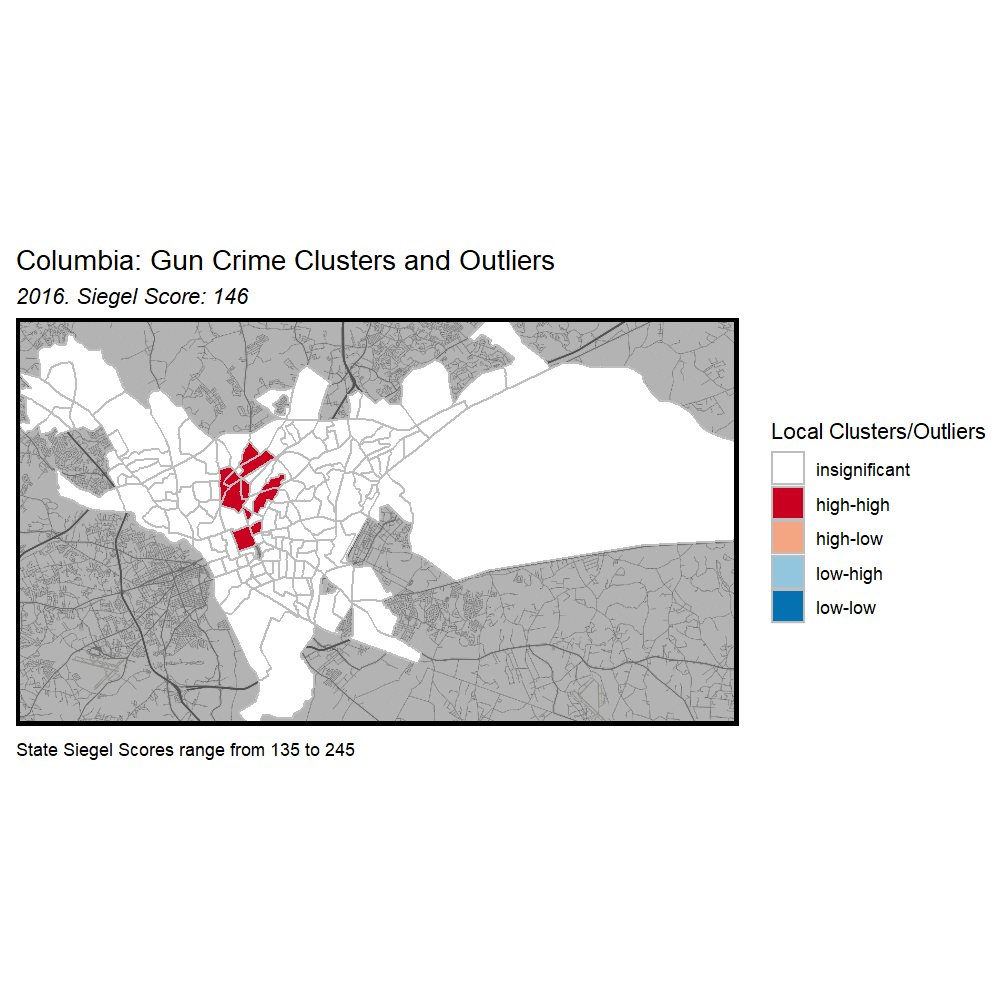 Columbia: Gun Crime Clusters and Outliers
2016. Siegel Score: 146
Local Clusters/Outliers
insignificant
high-high
high-low
low-high
low-low
State Siegel Scores range from 135 to 245